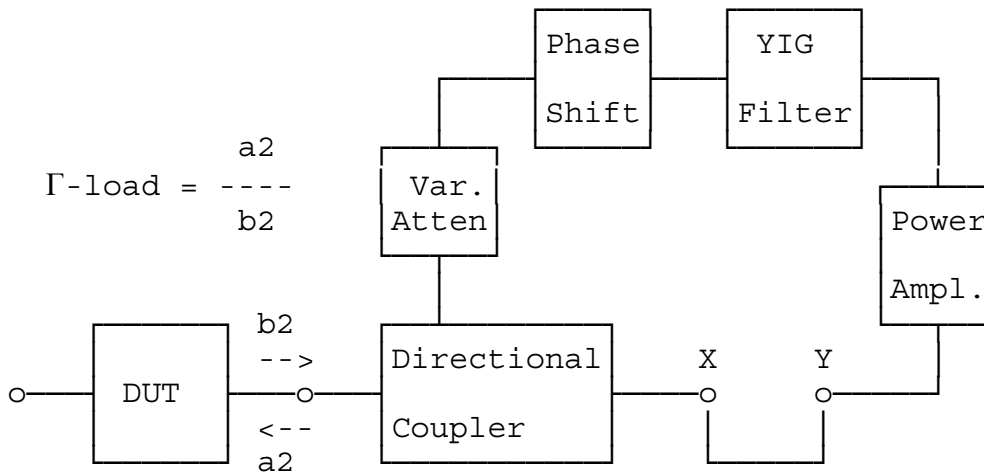 Phase
Shift
YIG
Filter
a2
Γ-load = ----
b2
Var.
Atten
Power
Ampl.
b2
-->
DUT
<--
a2
Directional
Coupler
X
Y